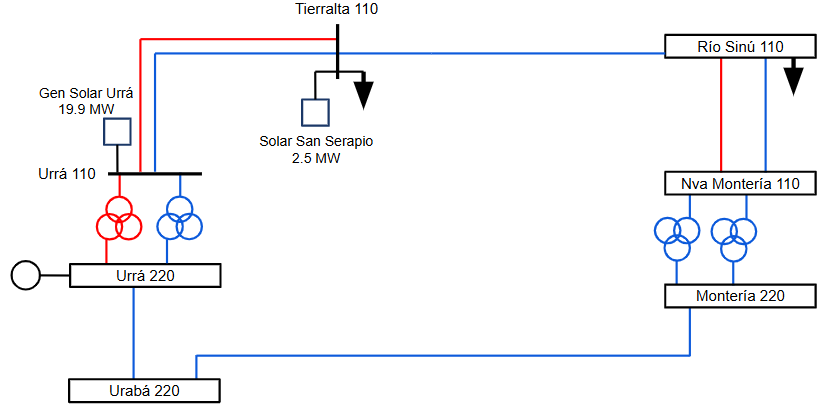 Tierralta 110
Río Sinú 110
Gen Solar Urrá
19.9 MW
Solar San Serapio
2.5 MW
Urrá 110
Nva Montería 110
Urrá 220
Montería 220
Urabá 220